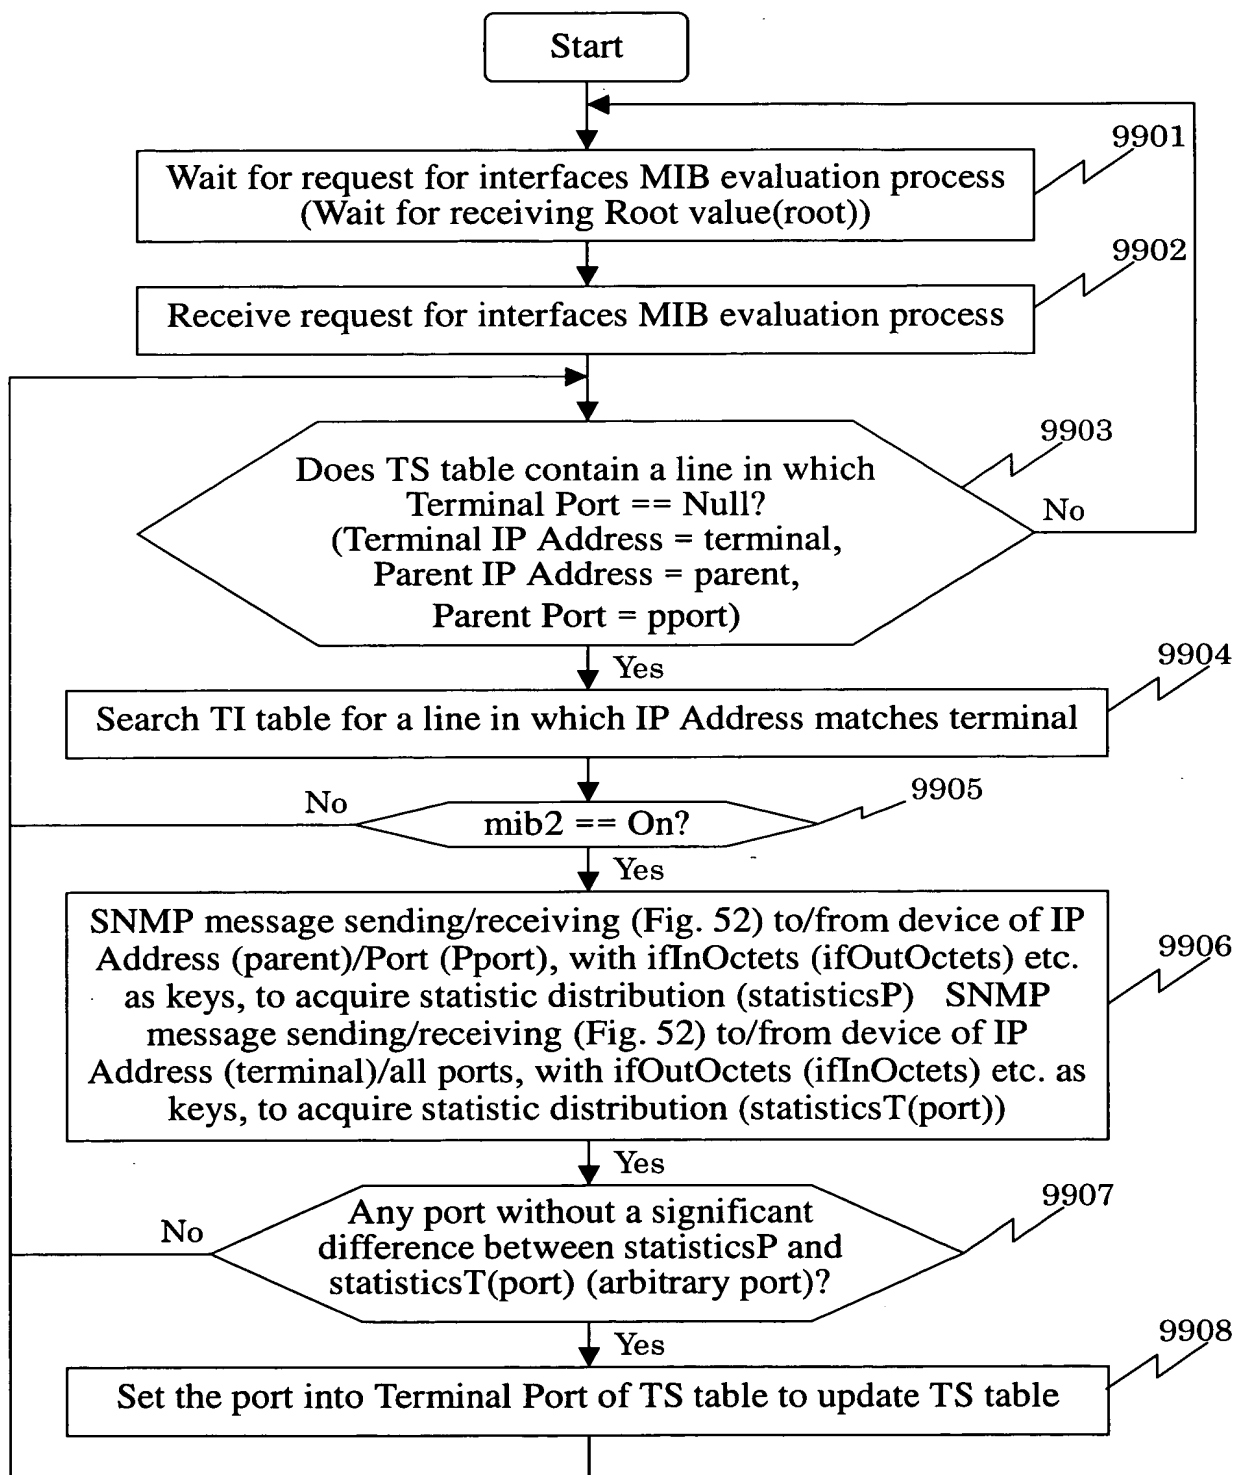 Start
9901
Wait for request for interfaces MIB evaluation process
(Wait for receiving Root value(root))
9902
Receive request for interfaces MIB evaluation process
9903
Does TS table contain a line in which
Terminal Port == Null?
(Terminal IP Address = terminal,
Parent IP Address = parent,
Parent Port = pport)
No
Yes
9904
Search TI table for a line in which IP Address matches terminal
9905
No
mib2 == On?
Yes
SNMP message sending/receiving (Fig. 52) to/from device of IP
Address (parent)/Port (Pport), with ifInOctets (ifOutOctets) etc.
as keys, to acquire statistic distribution (statisticsP) SNMP
message sending/receiving (Fig. 52) to/from device of IP
Address (terminal)/all ports, with ifOutOctets (ifInOctets) etc. as
keys, to acquire statistic distribution (statisticsT(port))
9906
Yes
9907
No
Any port without a significant
difference between statisticsP and
statisticsT(port) (arbitrary port)?
Yes
9908
Set the port into Terminal Port of TS table to update TS table